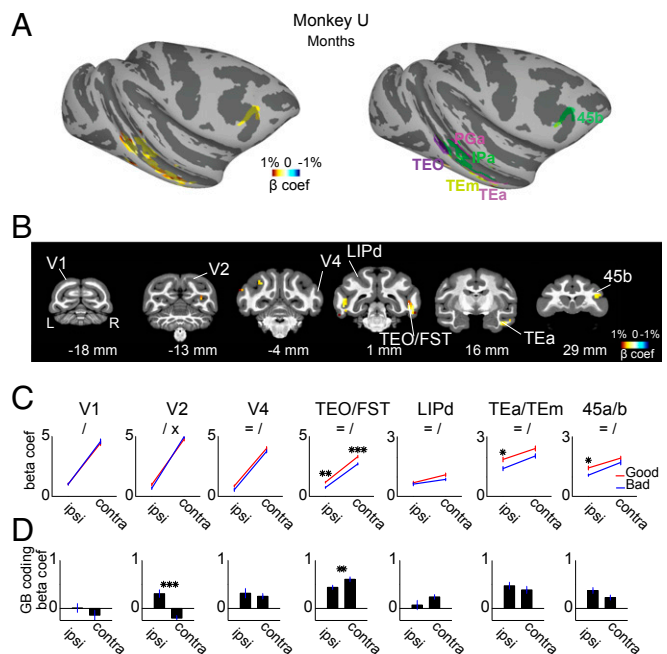 A
Monkey U
Months
1% 0 -1%
β coef
45b
PGa
IPa
TEO
TEm
TEa
B
V1
V2
V4
LIPd
45b
L
R
TEO/FST
TEa
-18 mm
-13 mm
-4 mm
1 mm
16 mm
29 mm
1% 0 -1%
β coef
C
V1 V2 V4 TEO/FST LIPd TEa/TEm 45a/b
/ / x = / = / = / = / = /
beta coef
5 5 5 5 3 3 3
** *** * *
0 0 0 0 0 0 0
Good
Bad
ipsi contra ipsi contra ipsi contra ipsi contra ipsi contra ipsi contra ipsi contra
D
GB coding
beta coef
1 1 1 1 1 1 1
*** **
0 0 0 0 0 0 0
ipsi contra ipsi contra ipsi contra ipsi contra ipsi contra ipsi contra ipsi contra